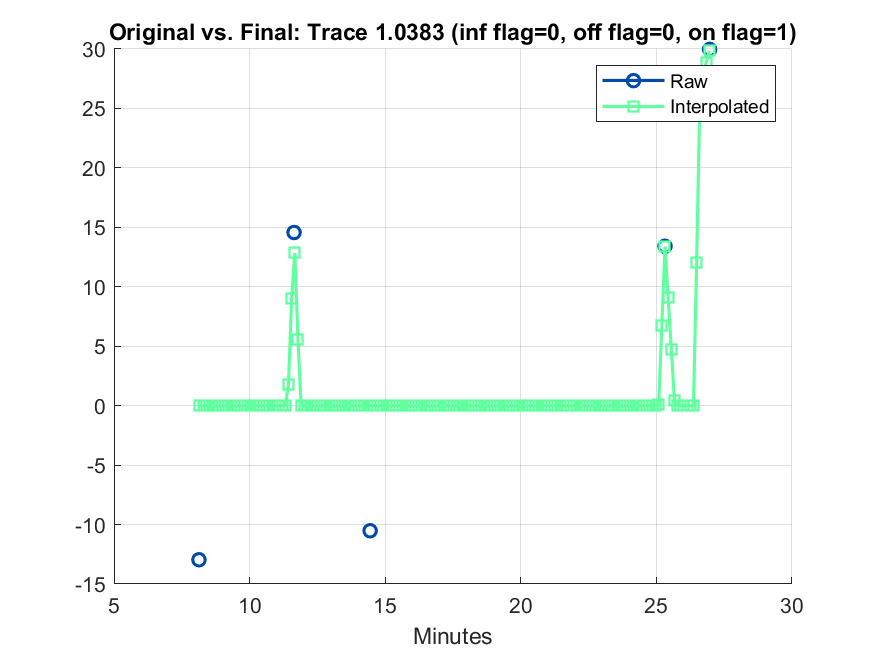 Original vs. Final: Trace 1.0383 (inf flag=0, off flag=0, on flag=1)
30
25
20
15
10
5
0
-5
-10
-15
Raw
Interpolated
5 10 15 20 25 30
Minutes